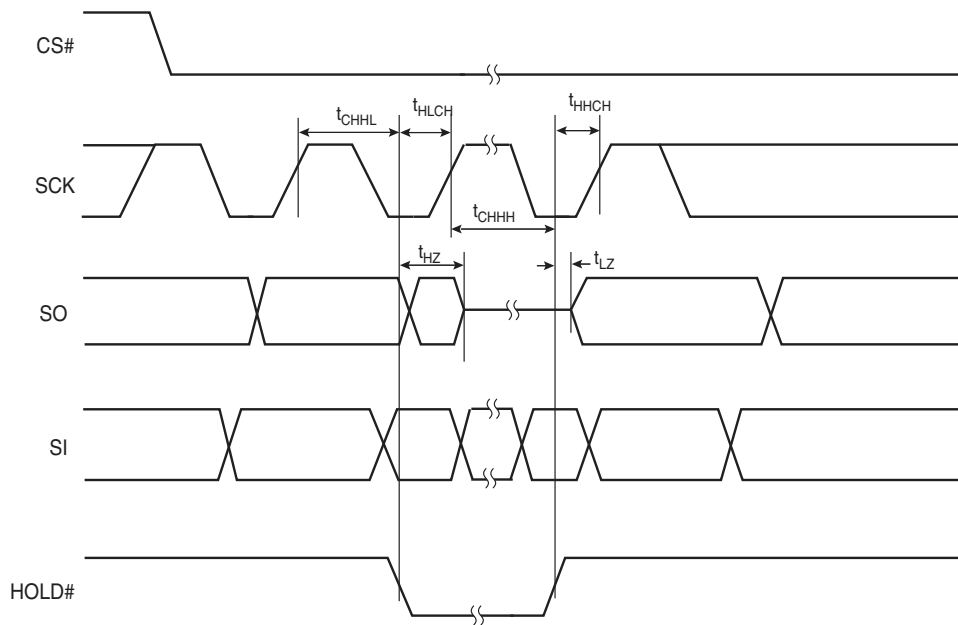 CS#
tCHHL
tHLCH
tHHCH
SCK
tCHHH
tHZ
tLZ
SO
SI
HOLD#